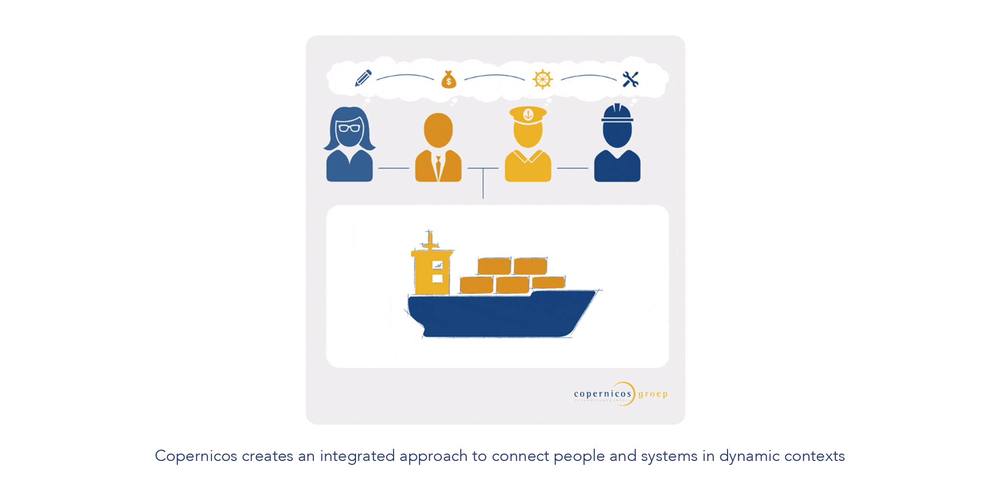 $
copernicos groep
Copernicos creates an integrated approach to connect people and systems in dynamic contexts